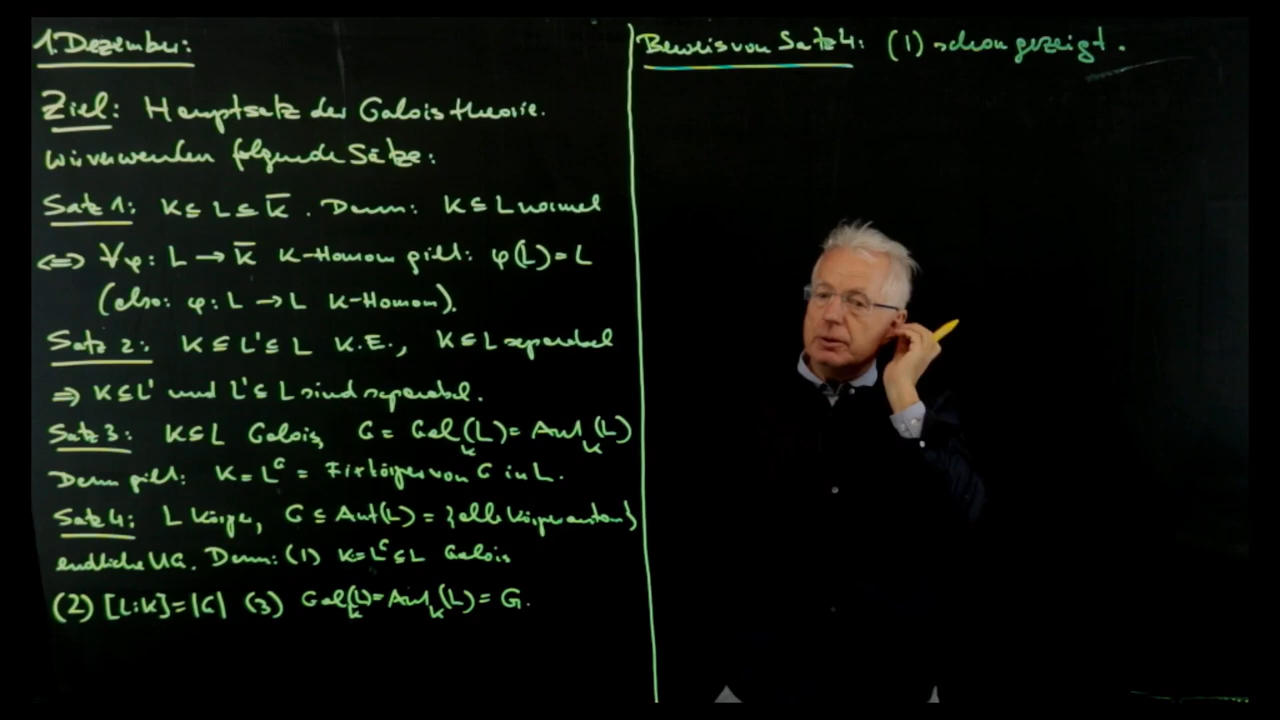 1. Dezember:
Ziel: Hauptsatz der Galoistheorie.
Wir verwenden folgende Sätze:
Satz 1: K ⊆ L ⊆ K̅. Dann: K ⊆ L normal
⇔ ∀φ: L → K̅ K-Homom gilt: φ(L) = L
(also: φ: L → L K-Homom).
Satz 2: K ⊆ L' ⊆ L K.E., K ⊆ L separabel
⇒ K ⊆ L' und L' ⊆ L sind separabel.
Satz 3: K ⊆ L Galois, G = Gal_K(L) = Aut_K(L)
Dann gilt: K = L^G = Fixkörper von G in L.
Satz 4: L Körper, G ⊆ Aut(L) = {alle Körperautom}
endliche UG. Dann: (1) K = L^G ⊆ L Galois
(2) [L:K] = |G| (3) Gal_K(L) = Aut_K(L) = G.
Beweis von Satz 4: (1) schon gezeigt.